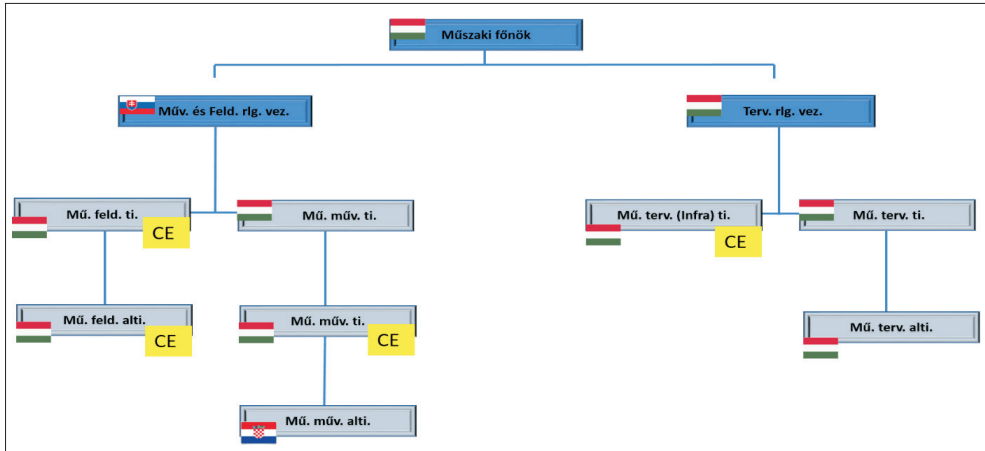 Műszaki főnök
Műv. és Feld. rlg. vez.
Terv. rlg. vez.
Mű. feld. ti.
CE
Mű. műv. ti.
Mű. terv. (Infra) ti.
CE
Mű. terv. ti.
Mű. feld. alti.
CE
Mű. műv. ti.
CE
Mű. terv. alti.
Mű. műv. alti.